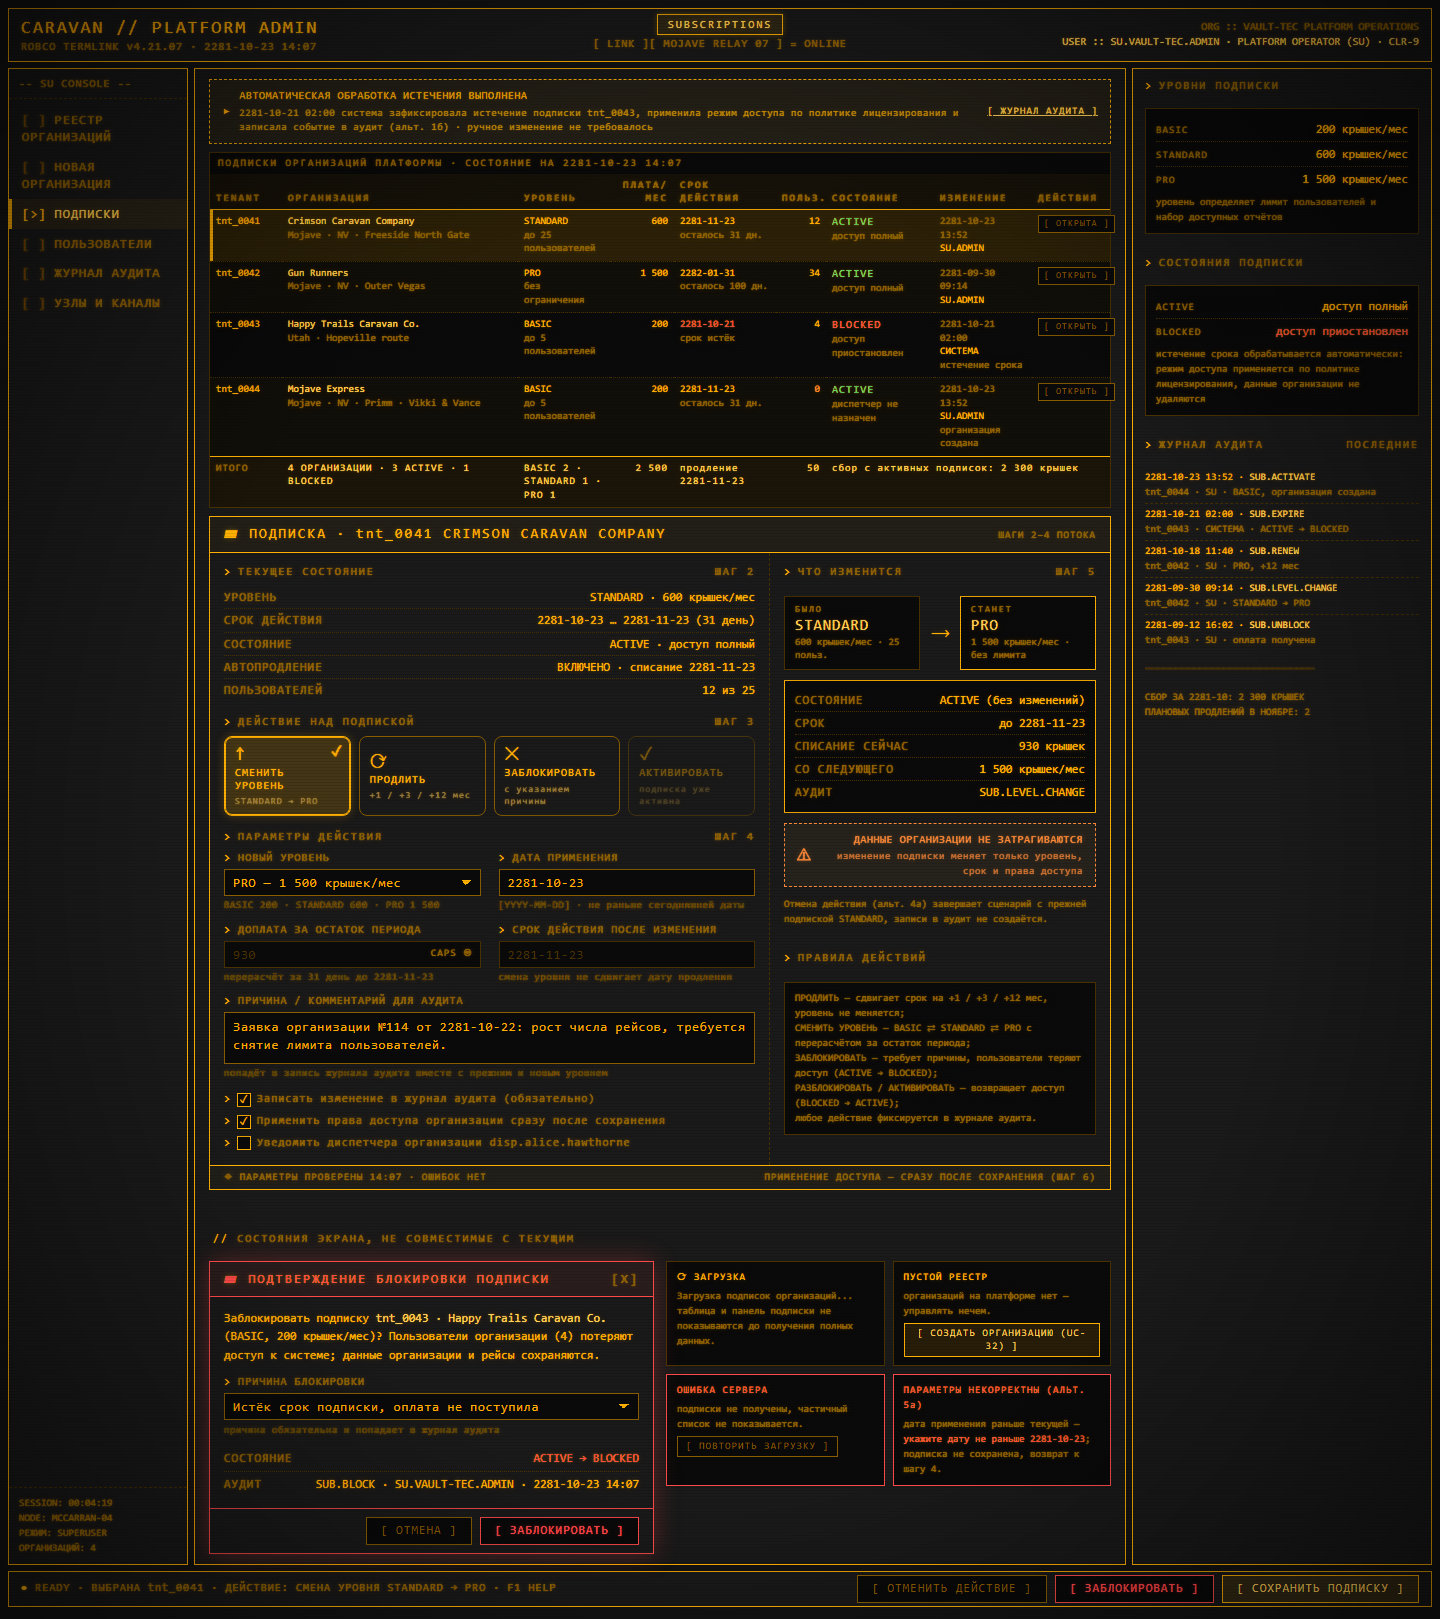 CARAVAN // PLATFORM ADMIN
ROBCO TERMLINK v4.21.07 · 2281-10-23 14:07
SUBSCRIPTIONS
[ LINK ][ MOJAVE RELAY 07 ] = ONLINE
ORG :: VAULT-TEC PLATFORM OPERATIONS
USER :: SU.VAULT-TEC.ADMIN · PLATFORM OPERATOR (SU) · CLR-9
-- SU CONSOLE --
[ ] РЕЕСТР
ОРГАНИЗАЦИЙ
[ ] НОВАЯ
ОРГАНИЗАЦИЯ
[>] ПОДПИСКИ
[ ] ПОЛЬЗОВАТЕЛИ
[ ] ЖУРНАЛ АУДИТА
[ ] УЗЛЫ И КАНАЛЫ
SESSION: 00:04:19
NODE: MCCARRAN-04
РЕЖИМ: SUPERUSER
ОРГАНИЗАЦИЙ: 4
АВТОМАТИЧЕСКАЯ ОБРАБОТКА ИСТЕЧЕНИЯ ВЫПОЛНЕНА
► 2281-10-21 02:00 система зафиксировала истечение подписки tnt_0043, применила режим доступа по политике лицензирования и
записала событие в аудит (альт. 1б) · ручное изменение не требовалось
[ ЖУРНАЛ АУДИТА ]
ПОДПИСКИ ОРГАНИЗАЦИЙ ПЛАТФОРМЫ · СОСТОЯНИЕ НА 2281-10-23 14:07
TENANT ОРГАНИЗАЦИЯ УРОВЕНЬ ПЛАТА/МЕС СРОК ДЕЙСТВИЯ ПОЛЬЗ. СОСТОЯНИЕ ИЗМЕНЕНИЕ ДЕЙСТВИЯ
tnt_0041 Crimson Caravan Company STANDARD 600 2281-11-23 12 ACTIVE 2281-10-23 [ ОТКРЫТА ]
Mojave · NV · Freeside North Gate до 25 осталось 31 дн. доступ полный 13:52
пользователей SU.ADMIN
tnt_0042 Gun Runners PRO 1 500 2282-01-31 34 ACTIVE 2281-09-30 [ ОТКРЫТЬ ]
Mojave · NV · Outer Vegas без осталось 100 дн. доступ полный 09:14
ограничения SU.ADMIN
tnt_0043 Happy Trails Caravan Co. BASIC 200 2281-10-21 4 BLOCKED 2281-10-21 [ ОТКРЫТЬ ]
Utah · Hopeville route до 5 срок истёк доступ 02:00
пользователей приостановлен СИСТЕМА
истечение срока
tnt_0044 Mojave Express BASIC 200 2281-11-23 0 ACTIVE 2281-10-23 [ ОТКРЫТЬ ]
Mojave · NV · Primm · Vikki & Vance до 5 осталось 31 дн. диспетчер не 13:52
пользователей назначен SU.ADMIN
организация
создана
ИТОГО 4 ОРГАНИЗАЦИИ · 3 ACTIVE · 1 BASIC 2 · 2 500 продление 50 сбор с активных подписок: 2 300 крышек
BLOCKED STANDARD 1 · 2281-11-23
PRO 1
ПОДПИСКА · tnt_0041 CRIMSON CARAVAN COMPANY
ШАГИ 2–4 ПОТОКА
> ТЕКУЩЕЕ СОСТОЯНИЕ ШАГ 2
УРОВЕНЬ STANDARD · 600 крышек/мес
СРОК ДЕЙСТВИЯ 2281-10-23 … 2281-11-23 (31 день)
СОСТОЯНИЕ ACTIVE · доступ полный
АВТОПРОДЛЕНИЕ ВКЛЮЧЕНО · списание 2281-11-23
ПОЛЬЗОВАТЕЛЕЙ 12 из 25
> ДЕЙСТВИЕ НАД ПОДПИСКОЙ ШАГ 3
↑ ✓
СМЕНИТЬ
УРОВЕНЬ
STANDARD → PRO
⟳
ПРОДЛИТЬ
+1 / +3 / +12 мес
✕
ЗАБЛОКИРОВАТЬ
с указанием
причины
✓
АКТИВИРОВАТЬ
подписка уже
активна
> ПАРАМЕТРЫ ДЕЙСТВИЯ ШАГ 4
> НОВЫЙ УРОВЕНЬ
PRO — 1 500 крышек/мес
BASIC 200 · STANDARD 600 · PRO 1 500
> ДАТА ПРИМЕНЕНИЯ
2281-10-23
[YYYY-MM-DD] · не раньше сегодняшней даты
> ДОПЛАТА ЗА ОСТАТОК ПЕРИОДА
930 CAPS
перерасчёт за 31 день до 2281-11-23
> СРОК ДЕЙСТВИЯ ПОСЛЕ ИЗМЕНЕНИЯ
2281-11-23
смена уровня не сдвигает дату продления
> ПРИЧИНА / КОММЕНТАРИЙ ДЛЯ АУДИТА
Заявка организации №114 от 2281-10-22: рост числа рейсов, требуется
снятие лимита пользователей.
попадёт в запись журнала аудита вместе с прежним и новым уровнем
> ✓ Записать изменение в журнал аудита (обязательно)
> ✓ Применить права доступа организации сразу после сохранения
> Уведомить диспетчера организации disp.alice.hawthorne
> ЧТО ИЗМЕНИТСЯ ШАГ 5
БЫЛО
STANDARD
600 крышек/мес · 25
польз.
→
СТАНЕТ
PRO
1 500 крышек/мес ·
без лимита
СОСТОЯНИЕ ACTIVE (без изменений)
СРОК до 2281-11-23
СПИСАНИЕ СЕЙЧАС 930 крышек
СО СЛЕДУЮЩЕГО 1 500 крышек/мес
АУДИТ SUB.LEVEL.CHANGE
⚠ ДАННЫЕ ОРГАНИЗАЦИИ НЕ ЗАТРАГИВАЮТСЯ
изменение подписки меняет только уровень,
срок и права доступа
Отмена действия (альт. 4а) завершает сценарий с прежней
подпиской STANDARD, записи в аудит не создаётся.
> ПРАВИЛА ДЕЙСТВИЙ
ПРОДЛИТЬ — сдвигает срок на +1 / +3 / +12 мес,
уровень не меняется;
СМЕНИТЬ УРОВЕНЬ — BASIC ⇄ STANDARD ⇄ PRO с
перерасчётом за остаток периода;
ЗАБЛОКИРОВАТЬ — требует причины, пользователи теряют
доступ (ACTIVE → BLOCKED);
РАЗБЛОКИРОВАТЬ / АКТИВИРОВАТЬ — возвращает доступ
(BLOCKED → ACTIVE);
любое действие фиксируется в журнале аудита.
◆ ПАРАМЕТРЫ ПРОВЕРЕНЫ 14:07 · ОШИБОК НЕТ
ПРИМЕНЕНИЕ ДОСТУПА — СРАЗУ ПОСЛЕ СОХРАНЕНИЯ (ШАГ 6)
// СОСТОЯНИЯ ЭКРАНА, НЕ СОВМЕСТИМЫЕ С ТЕКУЩИМ
ПОДТВЕРЖДЕНИЕ БЛОКИРОВКИ ПОДПИСКИ [X]
Заблокировать подписку tnt_0043 · Happy Trails Caravan Co.
(BASIC, 200 крышек/мес)? Пользователи организации (4) потеряют
доступ к системе; данные организации и рейсы сохраняются.
> ПРИЧИНА БЛОКИРОВКИ
Истёк срок подписки, оплата не поступила
причина обязательна и попадает в журнал аудита
СОСТОЯНИЕ ACTIVE → BLOCKED
АУДИТ SUB.BLOCK · SU.VAULT-TEC.ADMIN · 2281-10-23 14:07
[ ОТМЕНА ] [ ЗАБЛОКИРОВАТЬ ]
⟳ ЗАГРУЗКА
Загрузка подписок организаций...
таблица и панель подписки не
показываются до получения полных
данных.
ПУСТОЙ РЕЕСТР
организаций на платформе нет —
управлять нечем.
[ СОЗДАТЬ ОРГАНИЗАЦИЮ (UC-
32) ]
ОШИБКА СЕРВЕРА
подписки не получены, частичный
список не показывается.
[ ПОВТОРИТЬ ЗАГРУЗКУ ]
ПАРАМЕТРЫ НЕКОРРЕКТНЫ (АЛЬТ.
5а)
дата применения раньше текущей —
укажите дату не раньше 2281-10-23;
подписка не сохранена, возврат к
шагу 4.
> УРОВНИ ПОДПИСКИ
BASIC 200 крышек/мес
STANDARD 600 крышек/мес
PRO 1 500 крышек/мес
уровень определяет лимит пользователей и
набор доступных отчётов
> СОСТОЯНИЯ ПОДПИСКИ
ACTIVE доступ полный
BLOCKED доступ приостановлен
истечение срока обрабатывается автоматически:
режим доступа применяется по политике
лицензирования, данные организации не
удаляются
> ЖУРНАЛ АУДИТА ПОСЛЕДНИЕ
2281-10-23 13:52 · SUB.ACTIVATE
tnt_0044 · SU · BASIC, организация создана
2281-10-21 02:00 · SUB.EXPIRE
tnt_0043 · СИСТЕМА · ACTIVE → BLOCKED
2281-10-18 11:40 · SUB.RENEW
tnt_0042 · SU · PRO, +12 мес
2281-09-30 09:14 · SUB.LEVEL.CHANGE
tnt_0042 · SU · STANDARD → PRO
2281-09-12 16:02 · SUB.UNBLOCK
tnt_0043 · SU · оплата получена
СБОР ЗА 2281-10: 2 300 КРЫШЕК
ПЛАНОВЫХ ПРОДЛЕНИЙ В НОЯБРЕ: 2
● READY · ВЫБРАНА tnt_0041 · ДЕЙСТВИЕ: СМЕНА УРОВНЯ STANDARD → PRO · F1 HELP
[ ОТМЕНИТЬ ДЕЙСТВИЕ ] [ ЗАБЛОКИРОВАТЬ ] [ СОХРАНИТЬ ПОДПИСКУ ]